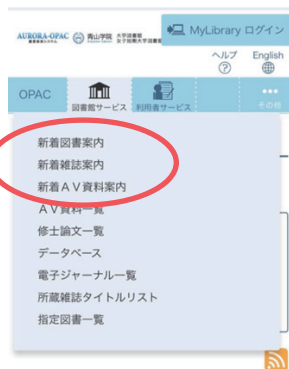 AURORA-OPAC 青山学院 大学図書館
MyLibrary ログイン
ヘルプ English
OPAC 図書館サービス 利用者サービス その他
新着図書案内
新着雑誌案内
新着ＡＶ資料案内
ＡＶ資料一覧
修士論文一覧
データベース
電子ジャーナル一覧
所蔵雑誌タイトルリスト
指定図書一覧